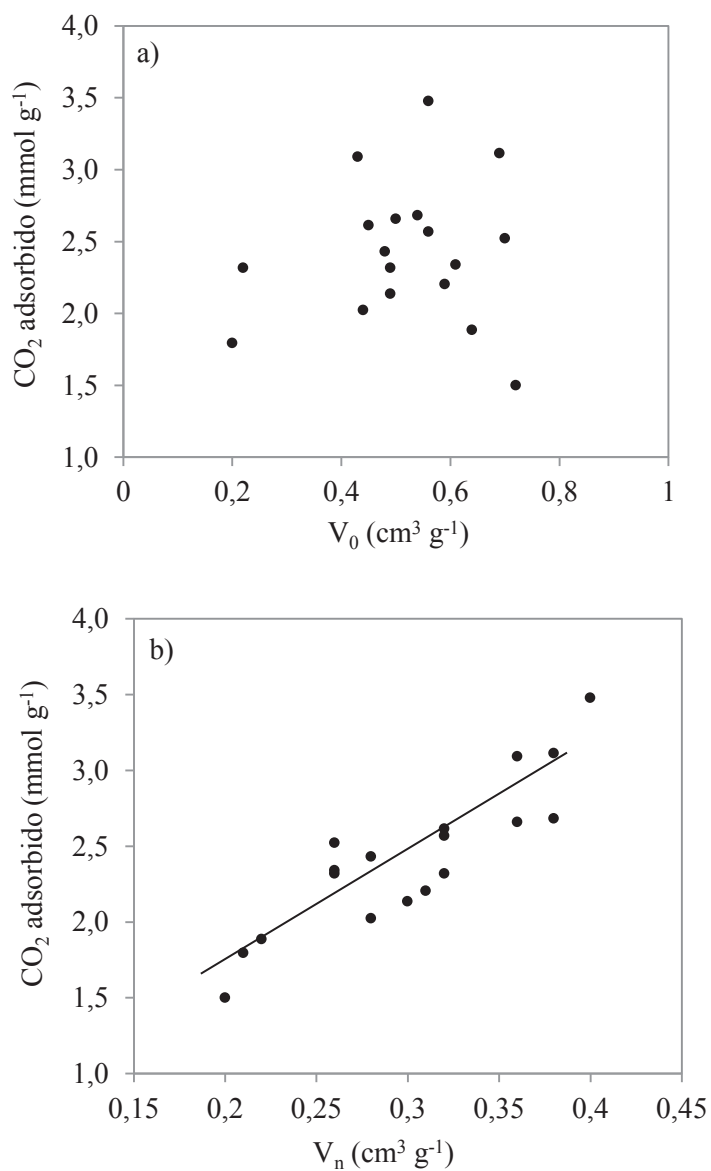 a)
4,0
3,5
3,0
2,5
2,0
1,5
1,0
CO₂ adsorbido (mmol g⁻¹)
0 0,2 0,4 0,6 0,8 1
V₀ (cm³ g⁻¹)
b)
4,0
3,5
3,0
2,5
2,0
1,5
1,0
CO₂ adsorbido (mmol g⁻¹)
0,15 0,2 0,25 0,3 0,35 0,4 0,45
Vₙ (cm³ g⁻¹)